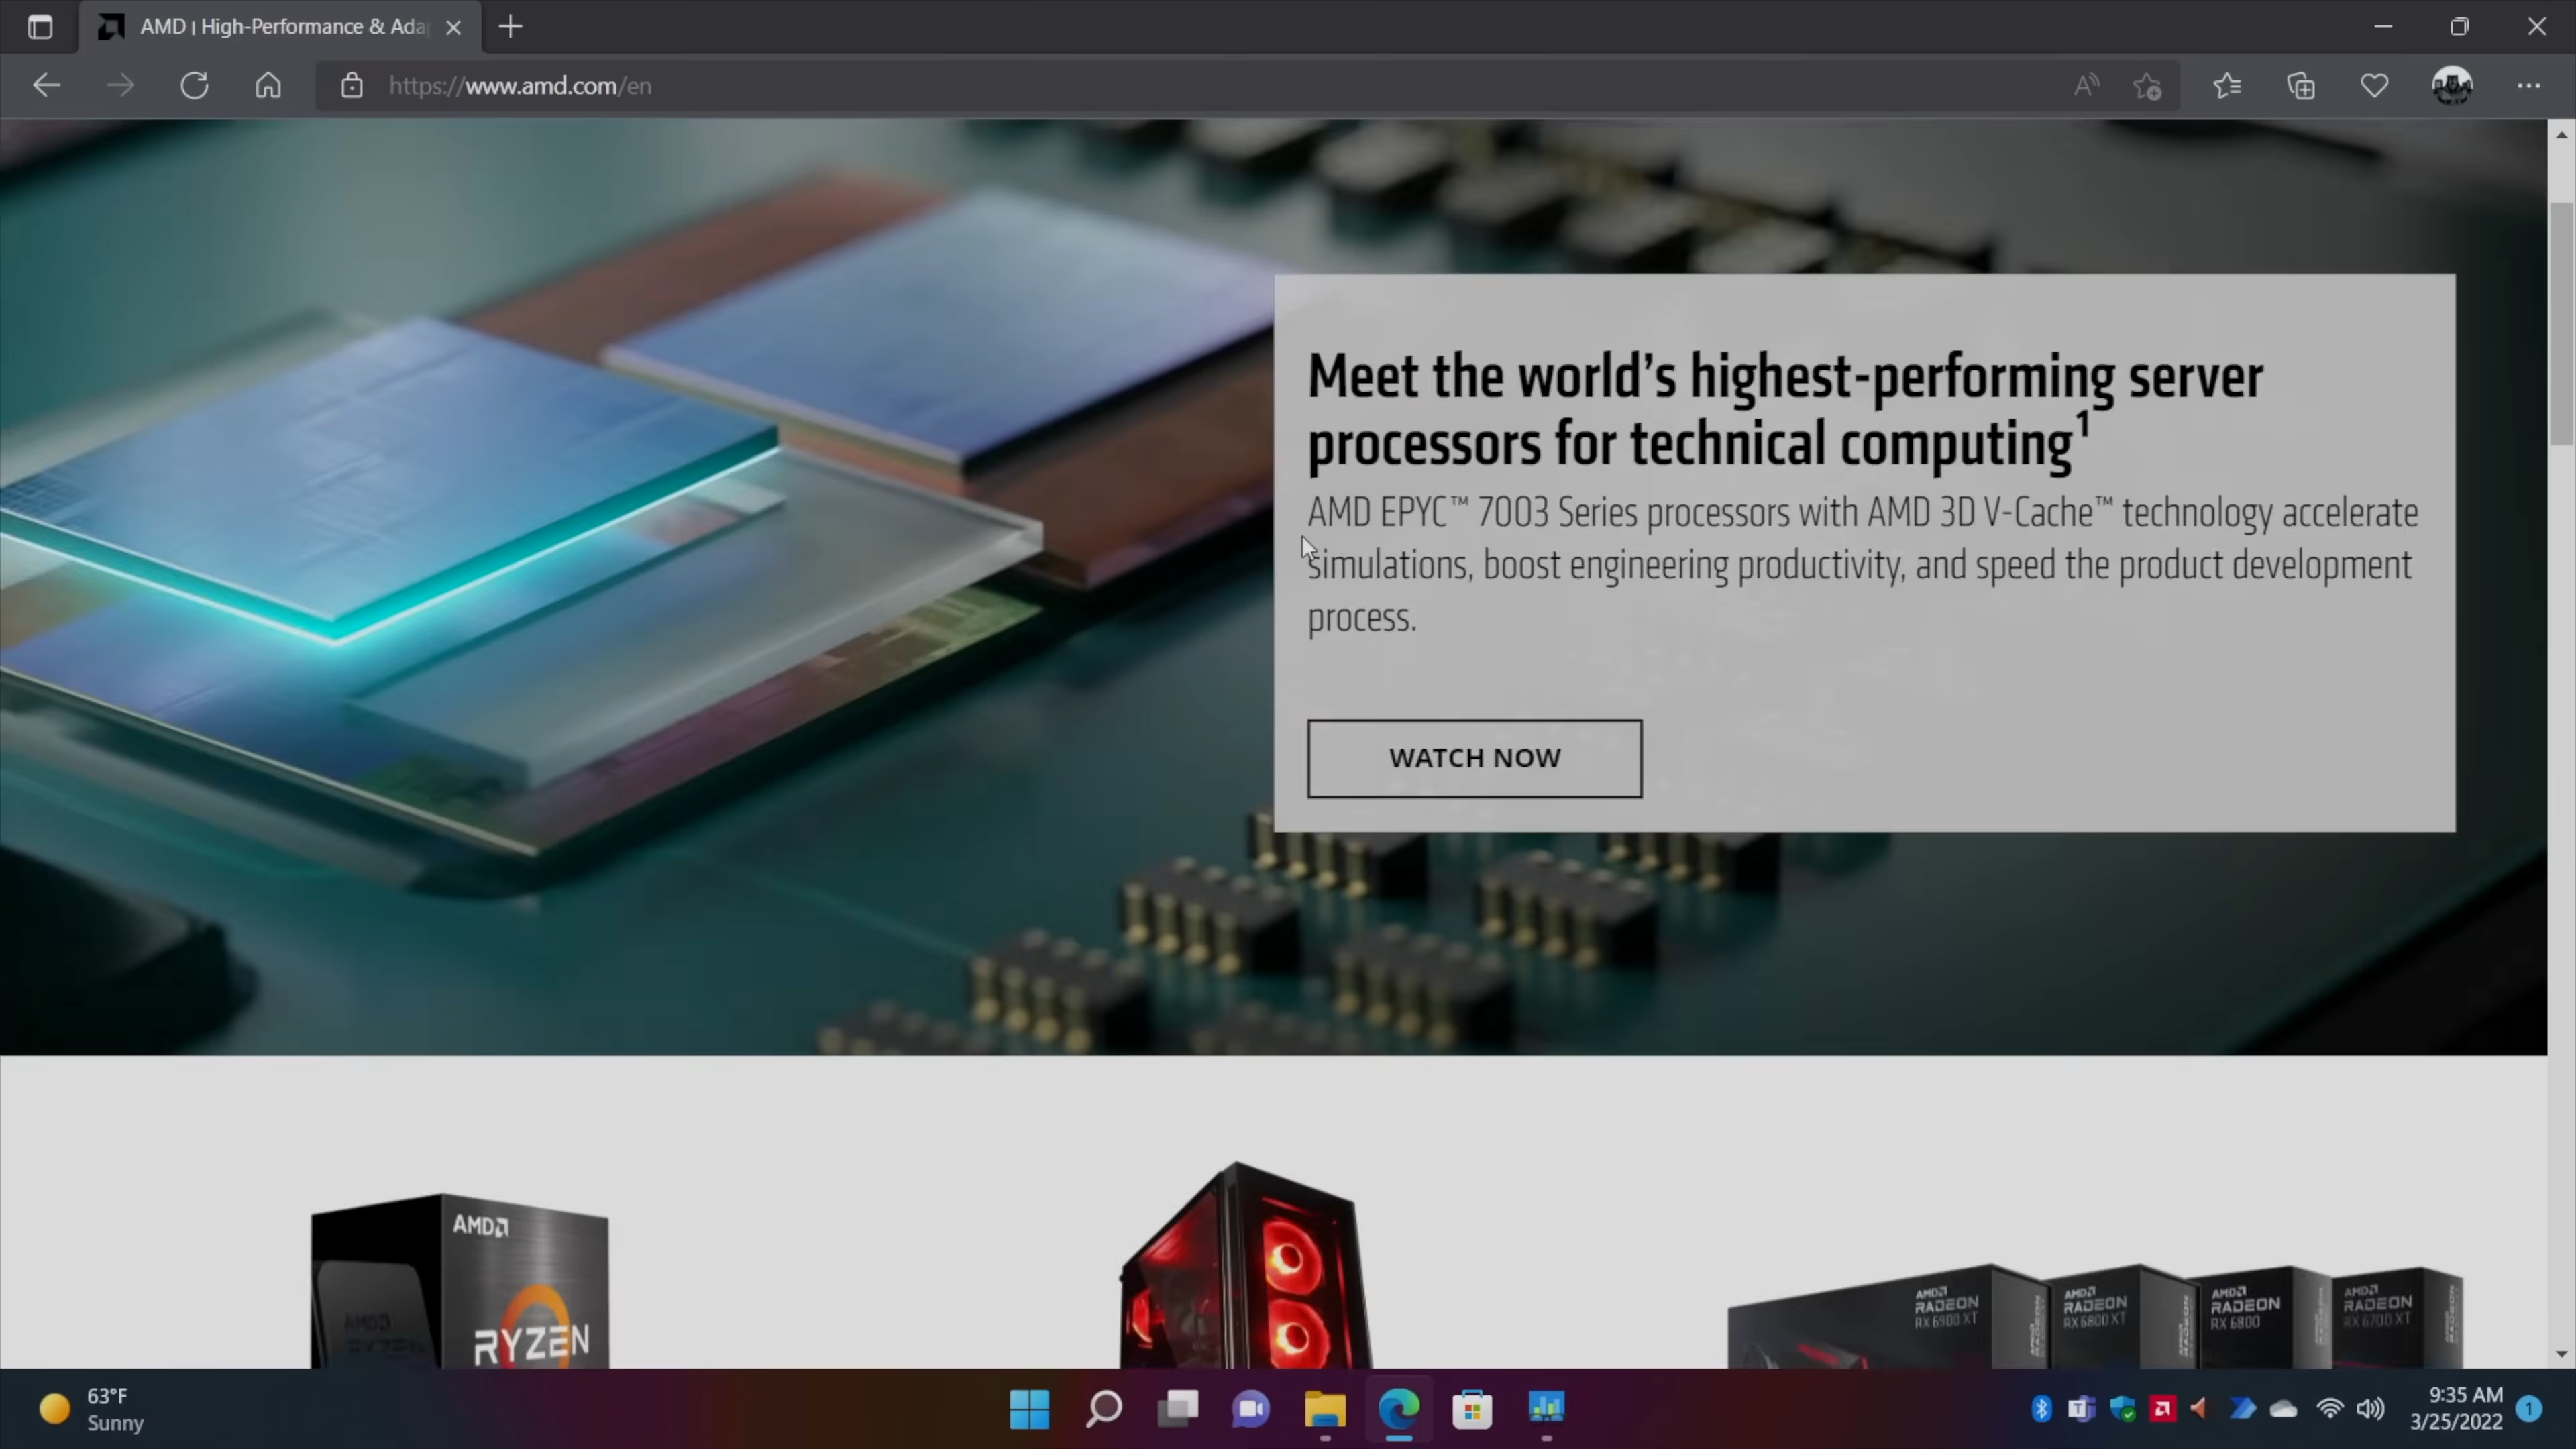 AMD | High-Performance & Ada
https://www.amd.com/en
Meet the world’s highest-performing server
processors for technical computing¹
AMD EPYC™ 7003 Series processors with AMD 3D V-Cache™ technology accelerate
simulations, boost engineering productivity, and speed the product development
process.
WATCH NOW
AMD
RYZEN
AMD
RADEON
RX 6900 XT
AMD
RADEON
RX 6800 XT
AMD
RADEON
RX 6800
AMD
RADEON
RX 6700 XT
63°F
Sunny
9:35 AM
3/25/2022
1